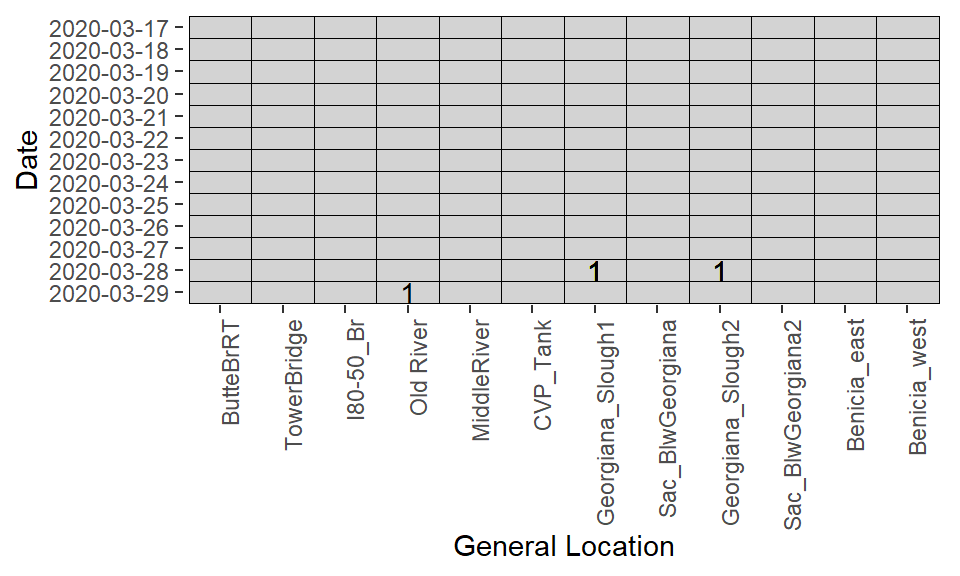 Date
2020-03-17
2020-03-18
2020-03-19
2020-03-20
2020-03-21
2020-03-22
2020-03-23
2020-03-24
2020-03-25
2020-03-26
2020-03-27
2020-03-28
1 1
2020-03-29
1
ButteBrRT
TowerBridge
I80-50_Br
Old River
MiddleRiver
CVP_Tank
Georgiana_Slough1
Sac_BlwGeorgiana
Georgiana_Slough2
Sac_BlwGeorgiana2
Benicia_east
Benicia_west
General Location